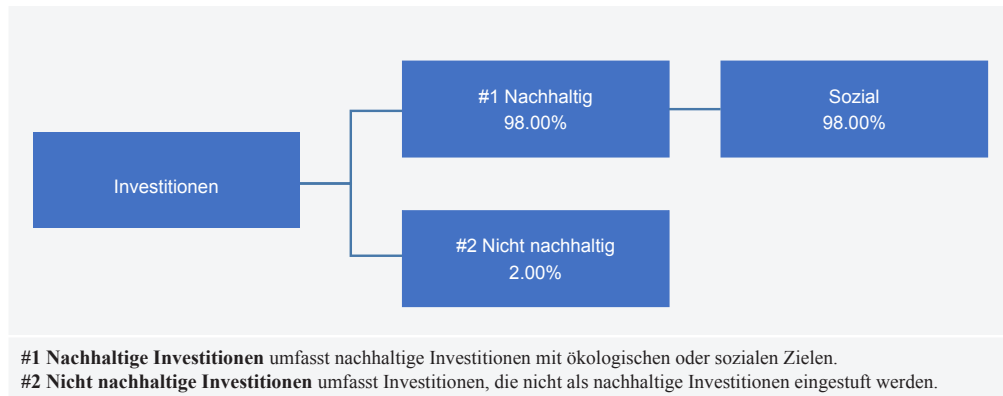 #1 Nachhaltig
98.00%
Sozial
98.00%
Investitionen
#2 Nicht nachhaltig
2.00%
#1 Nachhaltige Investitionen umfasst nachhaltige Investitionen mit ökologischen oder sozialen Zielen.
#2 Nicht nachhaltige Investitionen umfasst Investitionen, die nicht als nachhaltige Investitionen eingestuft werden.